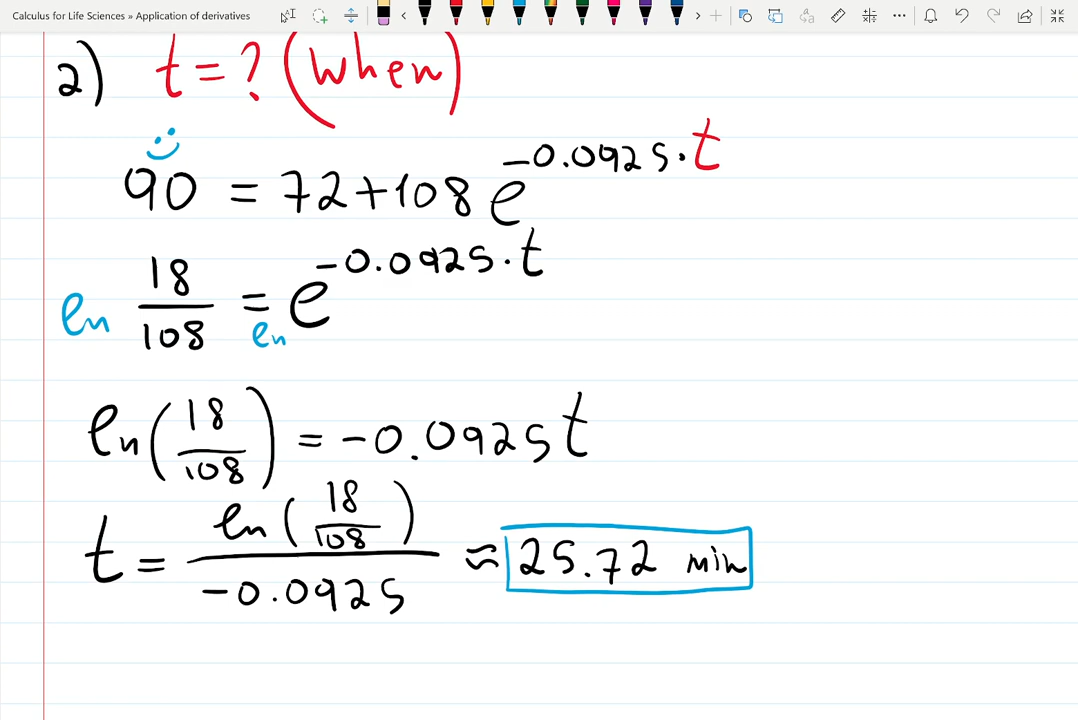 Calculus for Life Sciences » Application of derivatives
2) t = ? (when)
90 = 72 + 108 e^{-0.0925 · t}
ln 18/108 = ln e^{-0.0925 · t}
ln(18/108) = -0.0925 t
t = ln(18/108) / -0.0925 ≈ 25.72 min